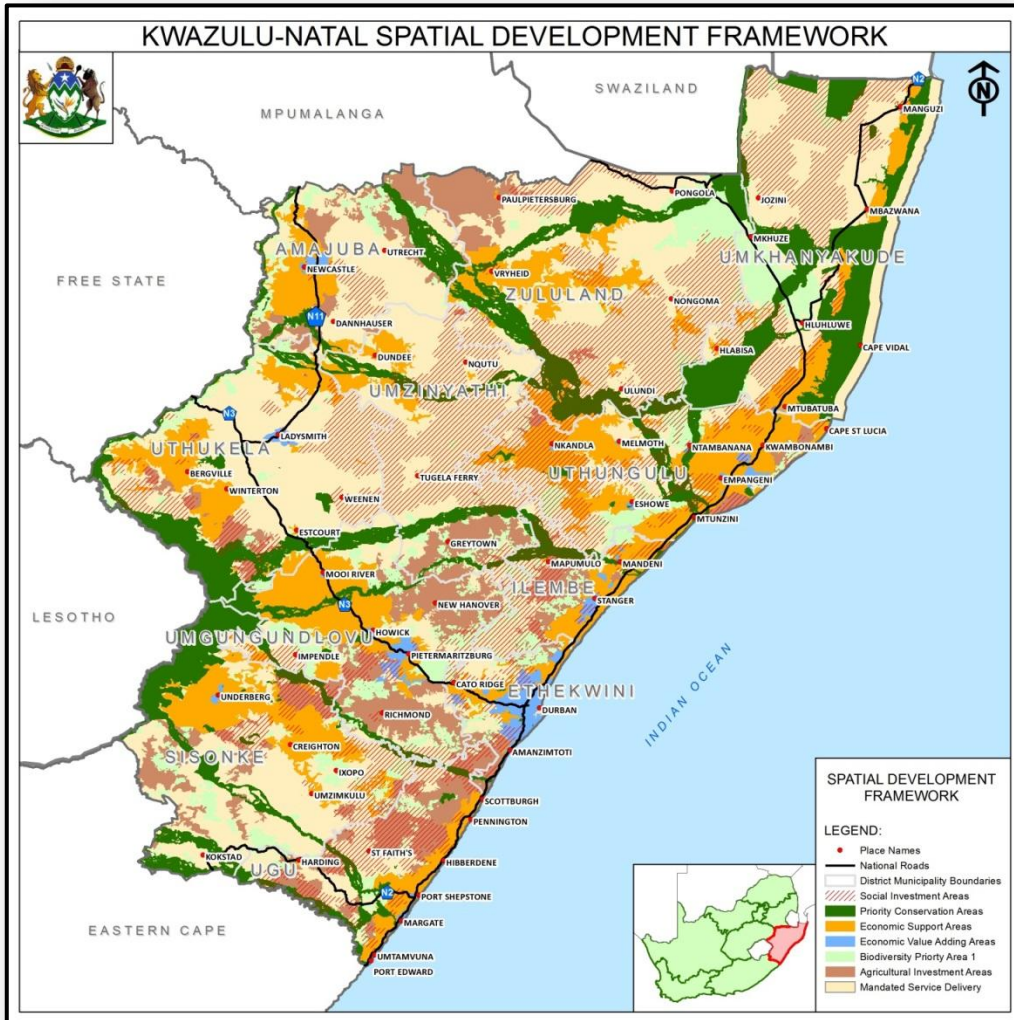 KWAZULU-NATAL SPATIAL DEVELOPMENT FRAMEWORK
SWAZILAND
MPUMALANGA
N2
N
MANGUZI
PAULPIETERSBURG
PONGOLA
JOZINI
MBAZWANA
UTRECHT
MKHUZE
AMAJUBA
UMKHANYAKUDE
NEWCASTLE
VRYHEID
FREE STATE
ZULULAND
NONGOMA
N11
DANNHAUSER
HLUHLUWE
DUNDEE
HLABISA
CAPE VIDAL
NQUTU
UMZINYATHI
ULUNDI
N3
MTUBATUBA
LADYSMITH
CAPE ST LUCIA
UTHUKELA
NKANDLA
MELMOTH
NTAMBANANA
KWAMBONAMBI
BERGVILLE
TUGELA FERRY
UTHUNGULU
EMPANGENI
WINTERTON
WEENEN
ESHOWE
MTUNZINI
ESTCOURT
GREYTOWN
MAPUMULO
MANDENI
MOOI RIVER
ILEMBE
STANGER
N3
NEW HANOVER
LESOTHO
UMGUNGUNDLOVU
HOWICK
IMPENDLE
PIETERMARITZBURG
CATO RIDGE
ETHEKWINI
UNDERBERG
DURBAN
RICHMOND
INDIAN OCEAN
CREIGHTON
AMANZIMTOTI
SISONKE
IXOPO
UMZIMKULU
SCOTTBURGH
PENNINGTON
ST FAITH'S
KOKSTAD
HARDING
HIBBERDENE
UGU
N2
PORT SHEPSTONE
MARGATE
EASTERN CAPE
UMTAMVUNA
PORT EDWARD
SPATIAL DEVELOPMENT
FRAMEWORK
LEGEND:
Place Names
National Roads
District Municipality Boundaries
Social Investment Areas
Priority Conservation Areas
Economic Support Areas
Economic Value Adding Areas
Biodiversity Priorty Area 1
Agricultural Investment Areas
Mandated Service Delivery